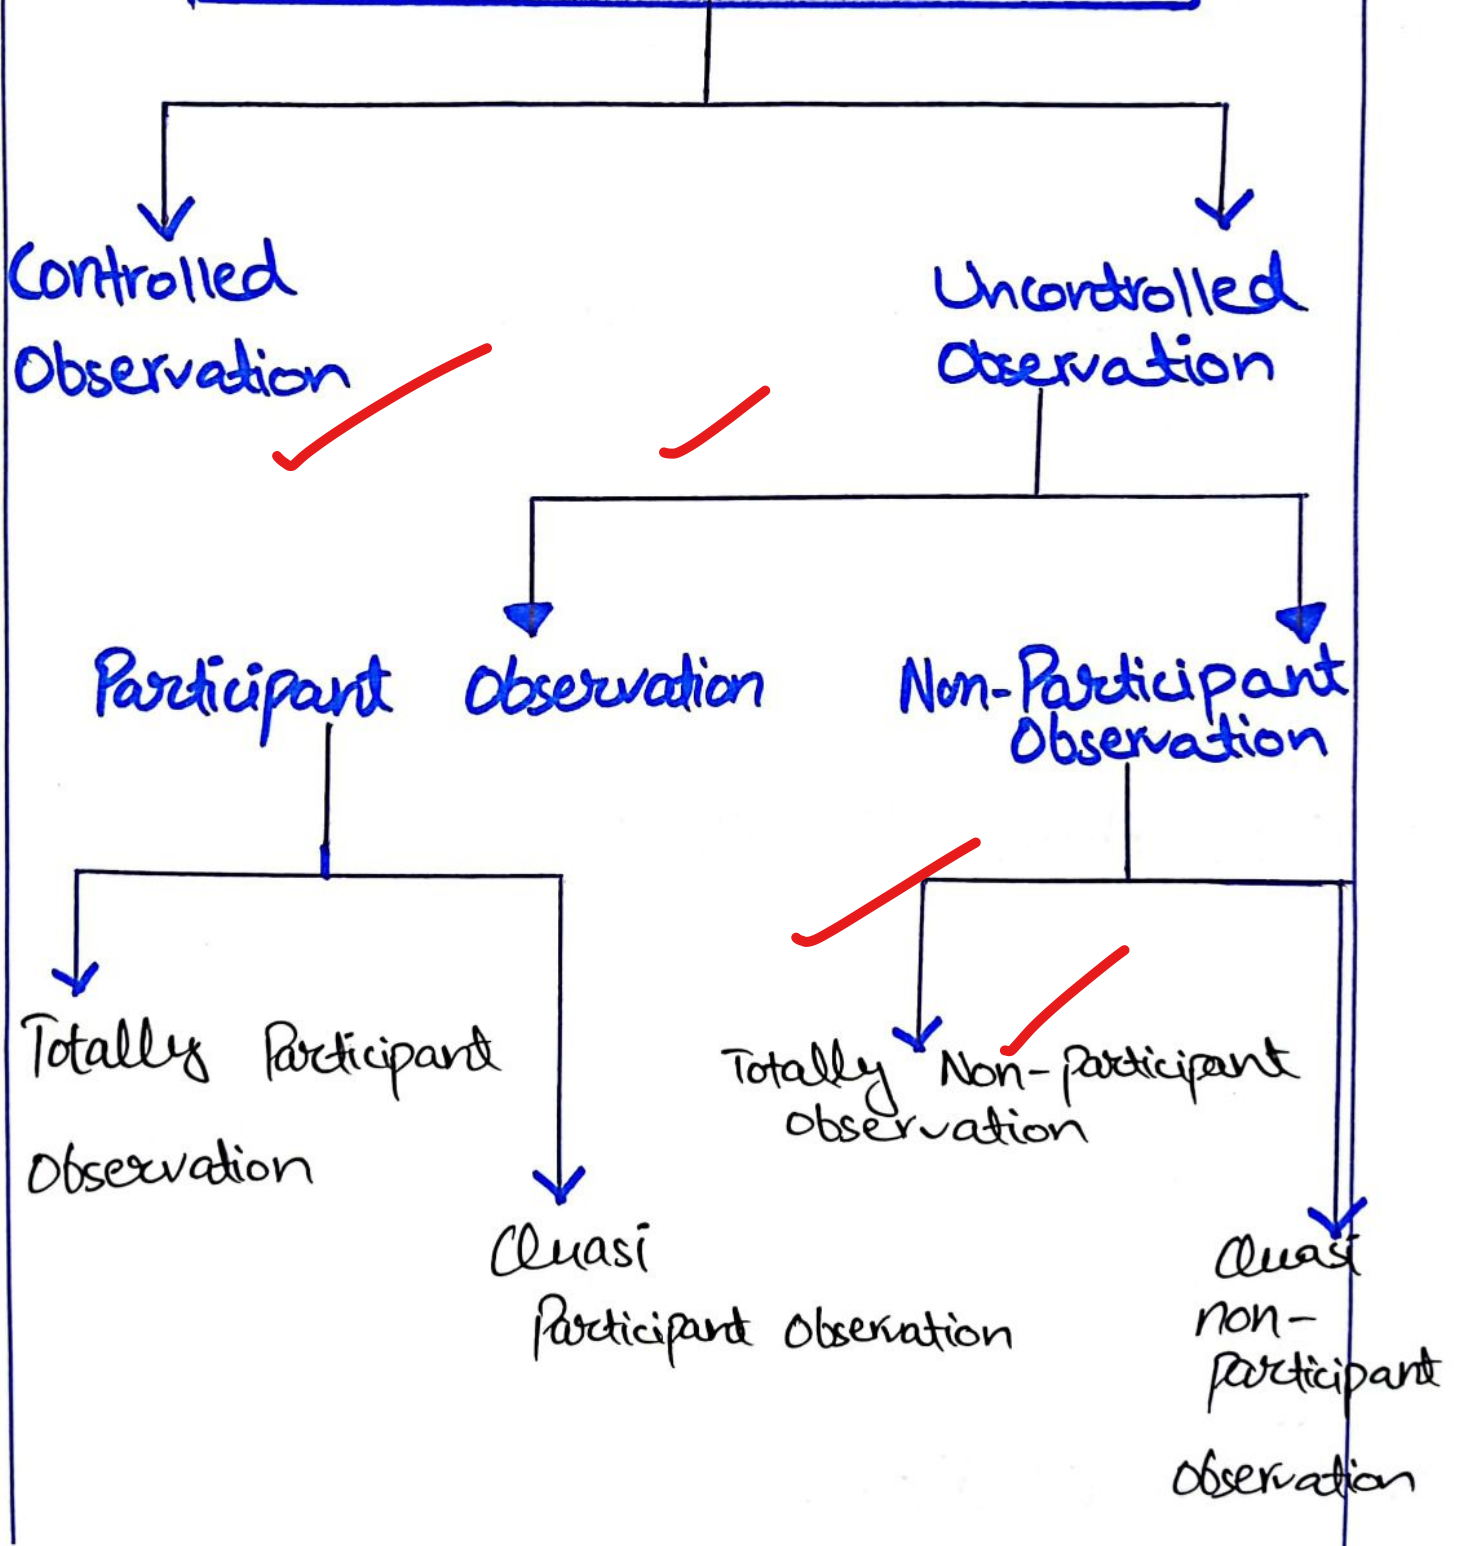 Controlled
Observation
Uncontrolled
Observation
Participant Observation
Non-Participant
Observation
Totally Participant
Observation
Totally Non-participant
Observation
Quasi
Participant Observation
Quasi
non-
participant
Observation